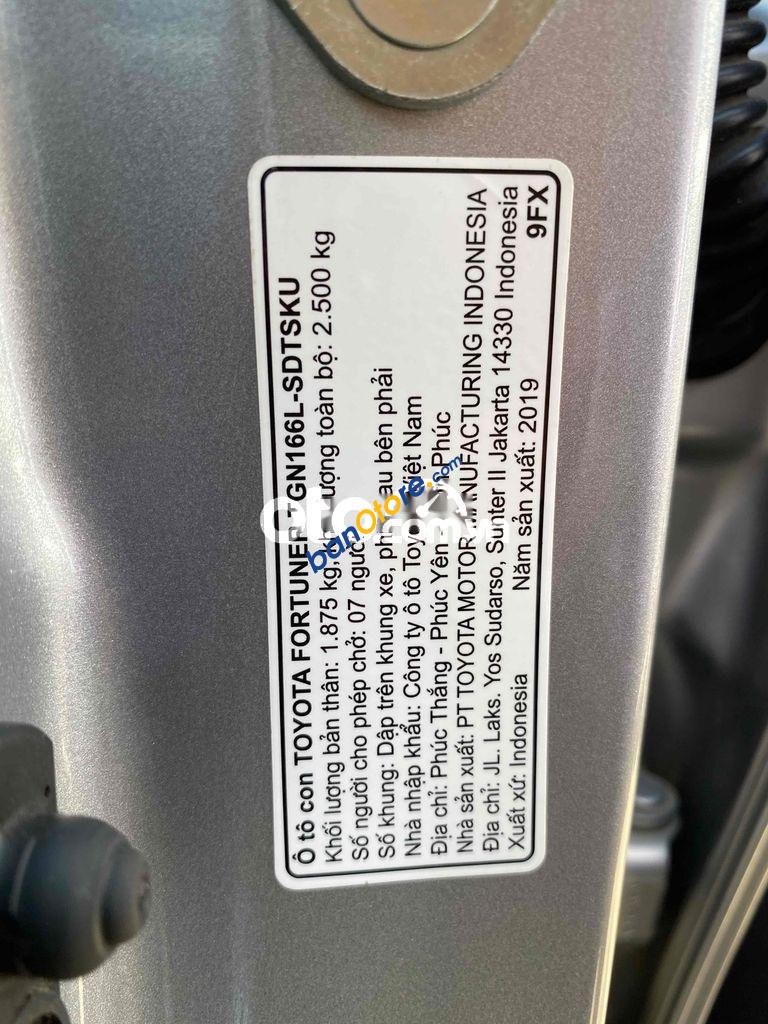 Ô tô con TOYOTA FORTUNER TGN166L-SDTSKU
Khối lượng bản thân: 1.875 kg, lượng toàn bộ: 2.500 kg
Số người cho phép chở: 07 người
Số khung: Dập trên khung xe, phía sau bên phải
Nhà nhập khẩu: Công ty ô tô Toyota Việt Nam
Địa chỉ: Phúc Thắng - Phúc Yên Phúc
Nhà sản xuất: PT TOYOTA MOTOR MANUFACTURING INDONESIA
Địa chỉ: JL. Laks. Yos Sudarso, Sunter II Jakarta 14330 Indonesia
Xuất xứ: Indonesia Năm sản xuất: 2019
9FX
banOtore.com